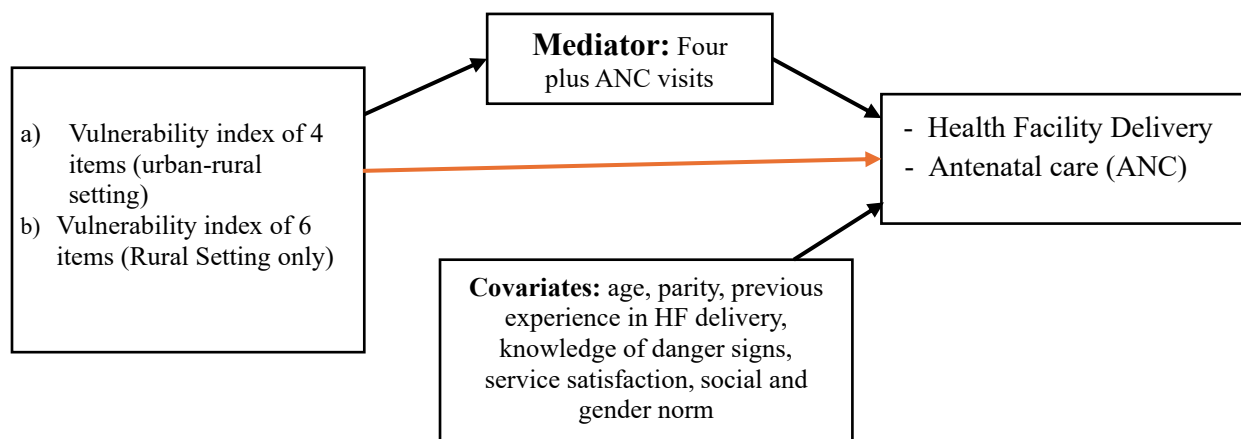 Mediator: Four
plus ANC visits
a) Vulnerability index of 4
items (urban-rural
setting)
b) Vulnerability index of 6
items (Rural Setting only)
- Health Facility Delivery
- Antenatal care (ANC)
Covariates: age, parity, previous
experience in HF delivery,
knowledge of danger signs,
service satisfaction, social and
gender norm